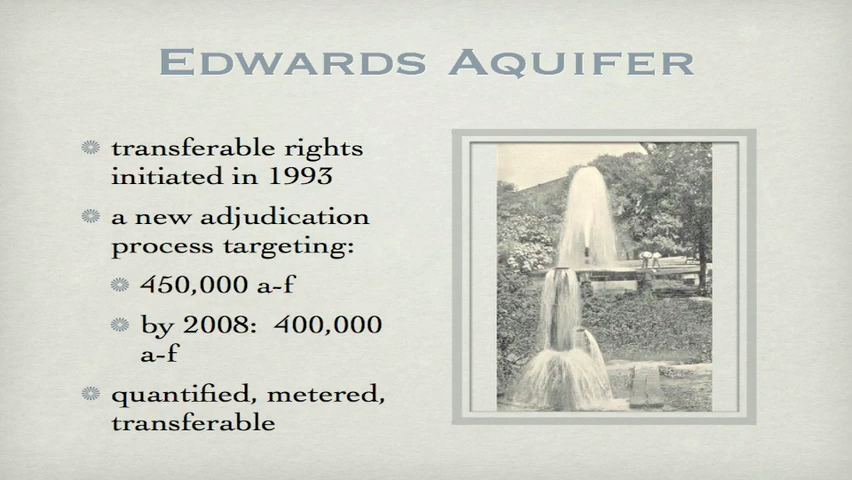 Edwards Aquifer
transferable rights
initiated in 1993
a new adjudication
process targeting:
450,000 a-f
by 2008: 400,000
a-f
quantified, metered,
transferable